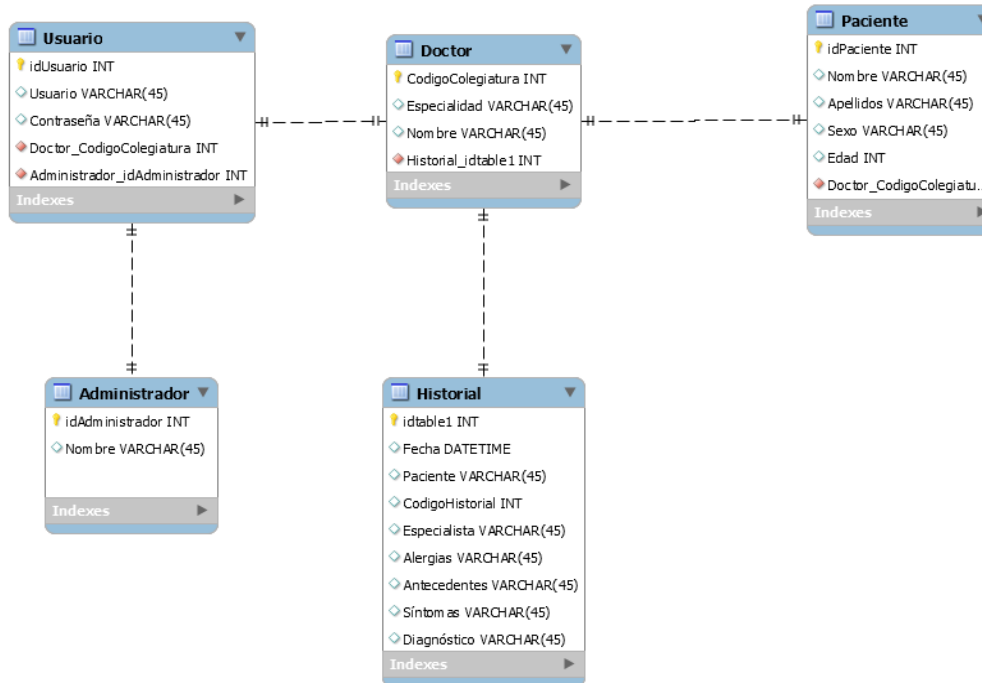 Usuario
idUsuario INT
Usuario VARCHAR(45)
Contraseña VARCHAR(45)
Doctor_CodigoColegiatura INT
Administrador_idAdministrador INT
Indexes
Doctor
CodigoColegiatura INT
Especialidad VARCHAR(45)
Nombre VARCHAR(45)
Historial_idtable1 INT
Indexes
Paciente
idPaciente INT
Nombre VARCHAR(45)
Apellidos VARCHAR(45)
Sexo VARCHAR(45)
Edad INT
Doctor_CodigoColegiatu...
Indexes
Administrador
idAdministrador INT
Nombre VARCHAR(45)
Indexes
Historial
idtable1 INT
Fecha DATETIME
Paciente VARCHAR(45)
CodigoHistorial INT
Especialista VARCHAR(45)
Alergias VARCHAR(45)
Antecedentes VARCHAR(45)
Síntomas VARCHAR(45)
Diagnóstico VARCHAR(45)
Indexes